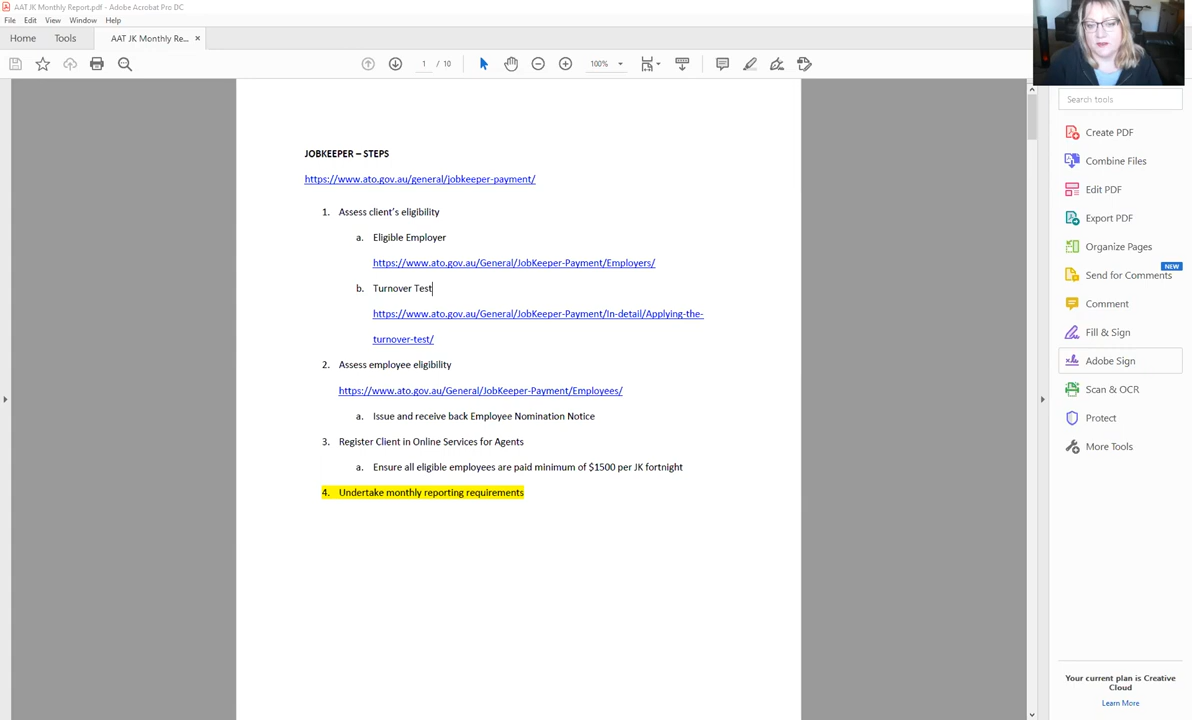 AAT JK Monthly Report.pdf - Adobe Acrobat Pro DC
File Edit View Window Help
Home Tools AAT JK Monthly Re... ×
1 / 10 100%
Search tools
Create PDF
Combine Files
Edit PDF
Export PDF
Organize Pages
NEW
Send for Comments
Comment
Fill & Sign
Adobe Sign
Scan & OCR
Protect
More Tools
Your current plan is Creative
Cloud
Learn More
JOBKEEPER – STEPS
https://www.ato.gov.au/general/jobkeeper-payment/
1. Assess client's eligibility
a. Eligible Employer
https://www.ato.gov.au/General/JobKeeper-Payment/Employers/
b. Turnover Test
https://www.ato.gov.au/General/JobKeeper-Payment/In-detail/Applying-the-
turnover-test/
2. Assess employee eligibility
https://www.ato.gov.au/General/JobKeeper-Payment/Employees/
a. Issue and receive back Employee Nomination Notice
3. Register Client in Online Services for Agents
a. Ensure all eligible employees are paid minimum of $1500 per JK fortnight
4. Undertake monthly reporting requirements